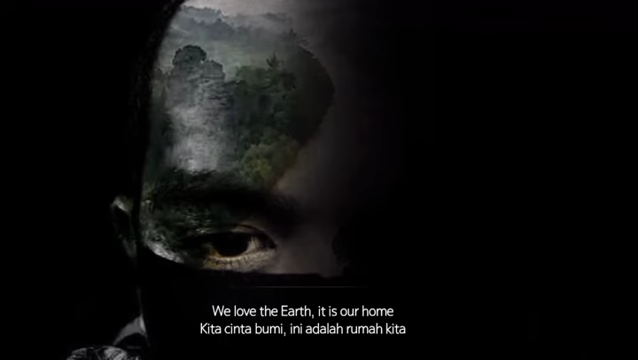 We love the Earth, it is our home
Kita cinta bumi, ini adalah rumah kita